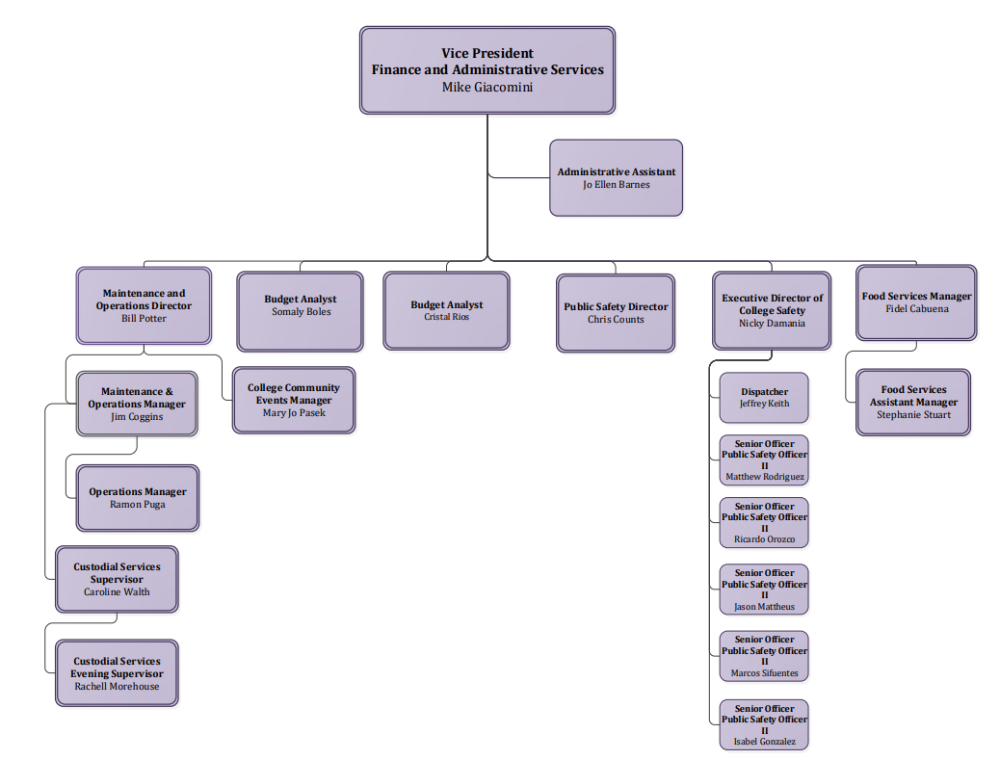 Vice President
Finance and Administrative Services
Mike Giacomini
Administrative Assistant
Jo Ellen Barnes
Maintenance and
Operations Director
Bill Potter
Budget Analyst
Somaly Boles
Budget Analyst
Cristal Rios
Public Safety Director
Chris Counts
Executive Director of
College Safety
Nicky Damania
Food Services Manager
Fidel Cabuena
Maintenance &
Operations Manager
Jim Coggins
College Community
Events Manager
Mary Jo Pasek
Operations Manager
Ramon Puga
Custodial Services
Supervisor
Caroline Walth
Custodial Services
Evening Supervisor
Rachell Morehouse
Dispatcher
Jeffrey Keith
Senior Officer
Public Safety Officer
II
Matthew Rodriguez
Senior Officer
Public Safety Officer
II
Ricardo Orozco
Senior Officer
Public Safety Officer
II
Jason Mattheus
Senior Officer
Public Safety Officer
II
Marcos Sifuentes
Senior Officer
Public Safety Officer
II
Isabel Gonzalez
Food Services
Assistant Manager
Stephanie Stuart